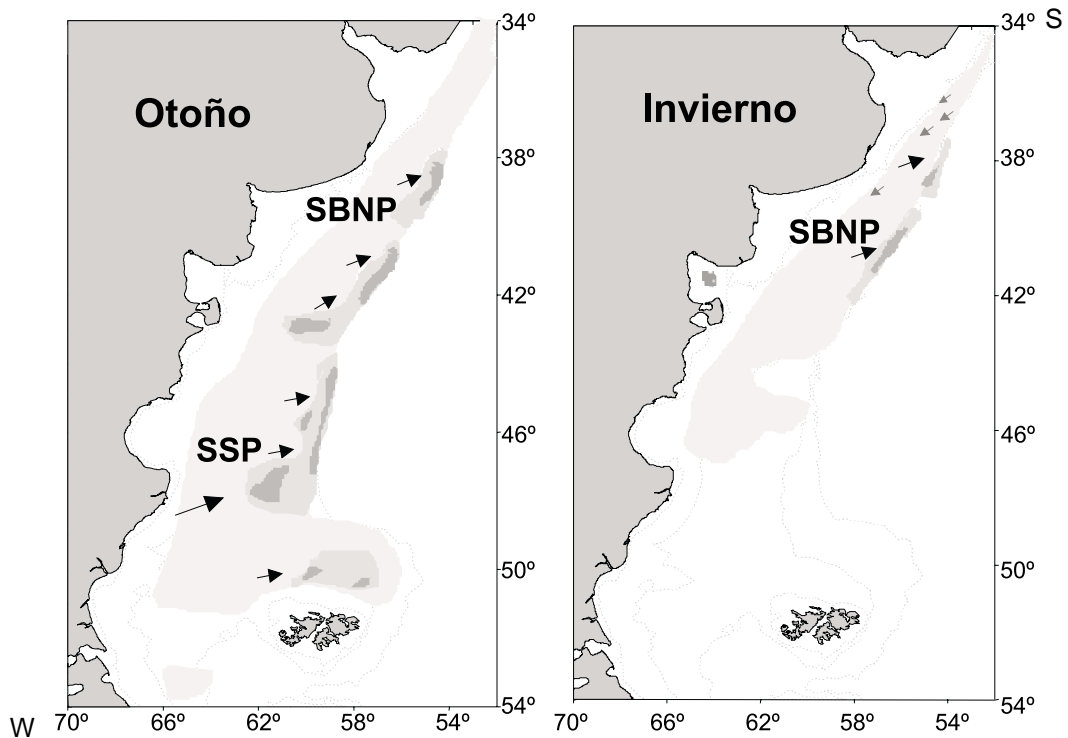 Otoño
SBNP
SSP
34º
38º
42º
46º
50º
54º
W
70º 66º 62º 58º 54º
Invierno
SBNP
34º S
38º
42º
46º
50º
54º
70º 66º 62º 58º 54º